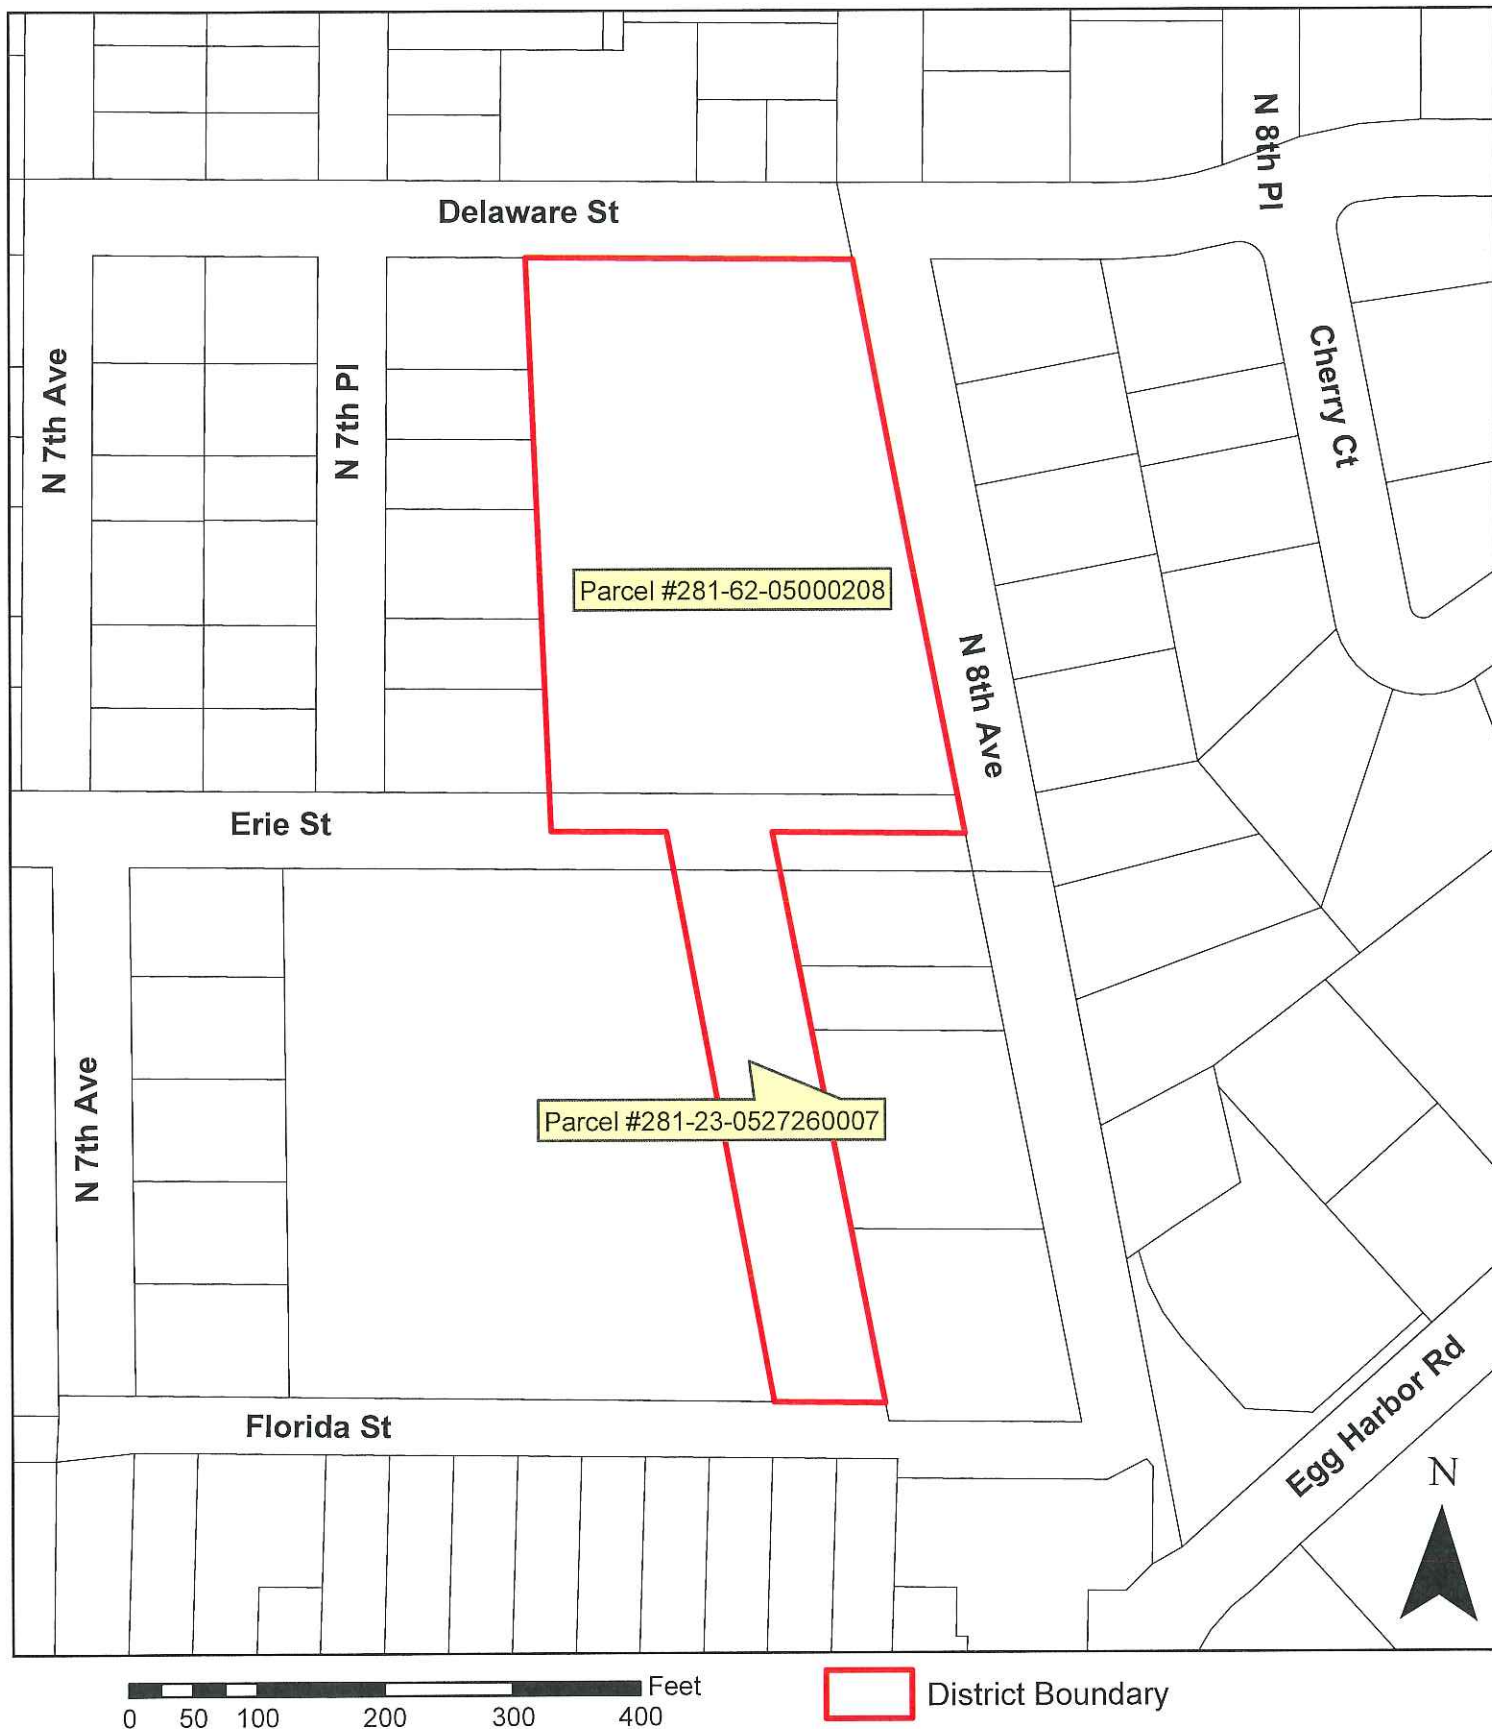 N 8th Pl
Delaware St
N 7th Ave
N 7th Pl
Cherry Ct
Parcel #281-62-05000208
N 8th Ave
Erie St
N 7th Ave
Parcel #281-23-0527260007
Florida St
Egg Harbor Rd
N
Feet
0 50 100 200 300 400
District Boundary